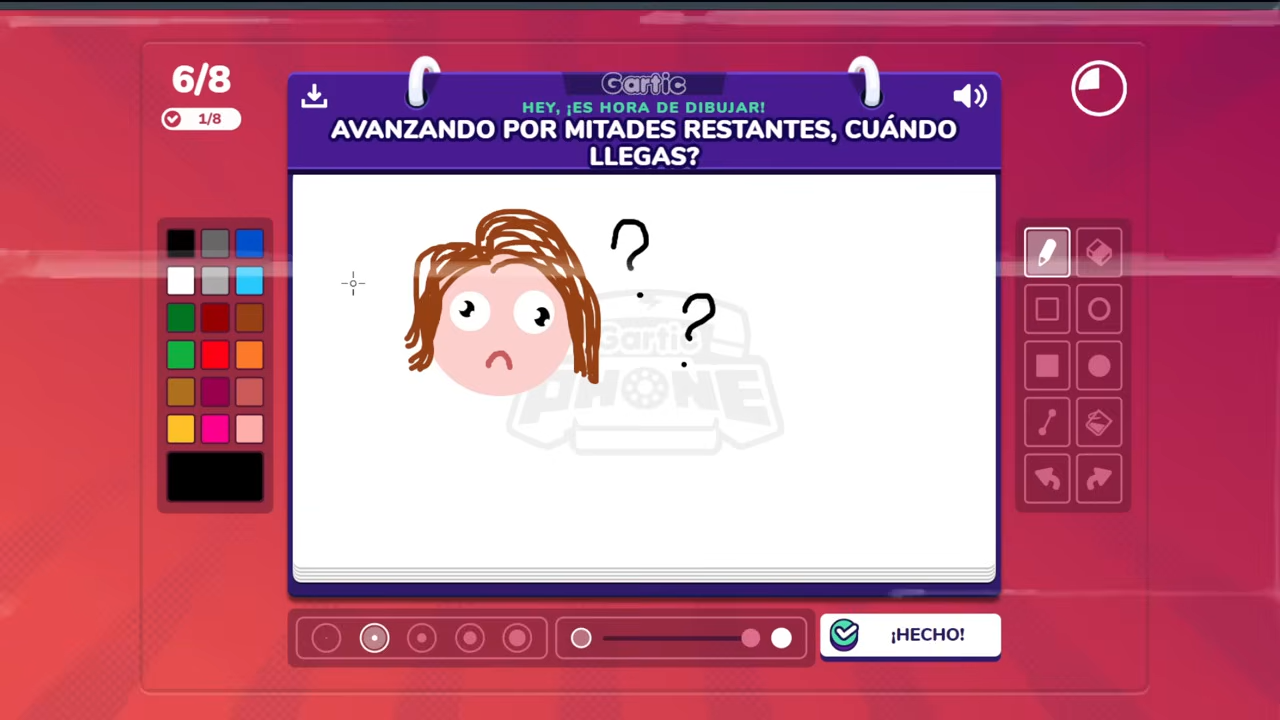 6/8
1/8
Gartic
HEY, ¡ES HORA DE DIBUJAR!
AVANZANDO POR MITADES RESTANTES, CUÁNDO
LLEGAS?
?
?
Gartic
PHONE
¡HECHO!